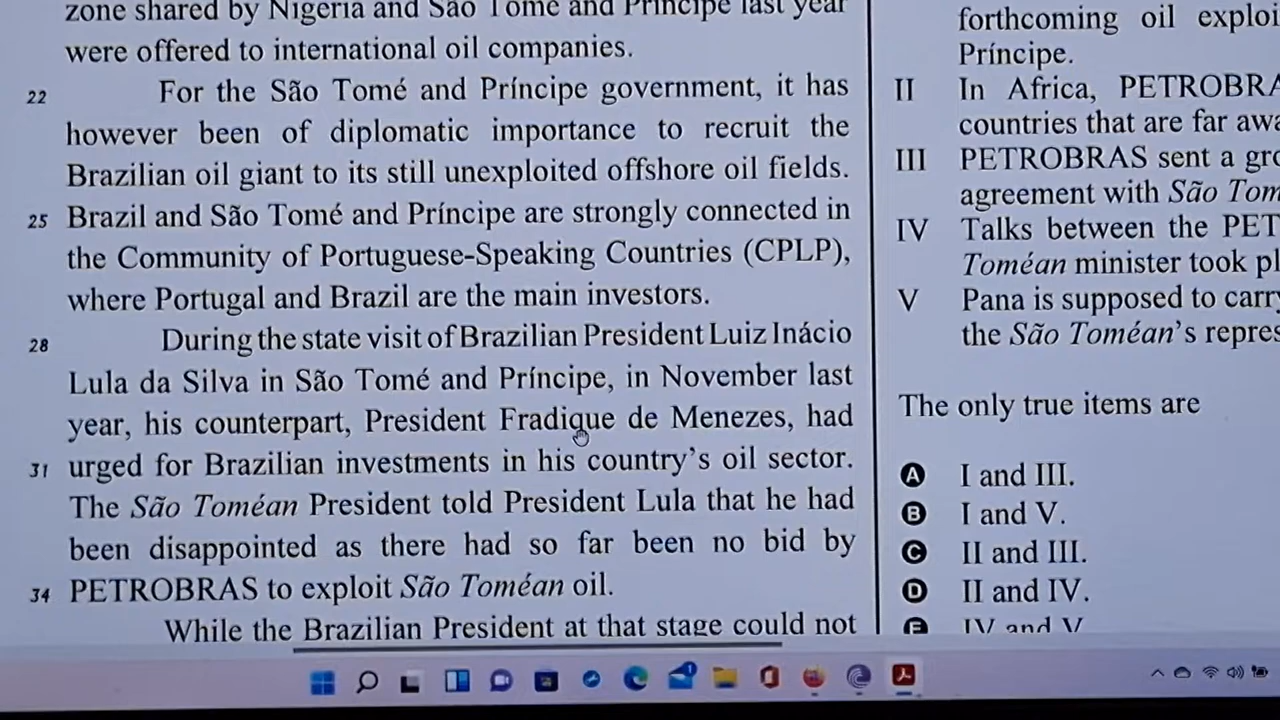 zone shared by Nigeria and São Tomé and Príncipe last year
were offered to international oil companies.
22 For the São Tomé and Príncipe government, it has
however been of diplomatic importance to recruit the
Brazilian oil giant to its still unexploited offshore oil fields.
25 Brazil and São Tomé and Príncipe are strongly connected in
the Community of Portuguese-Speaking Countries (CPLP),
where Portugal and Brazil are the main investors.
28 During the state visit of Brazilian President Luiz Inácio
Lula da Silva in São Tomé and Príncipe, in November last
year, his counterpart, President Fradique de Menezes, had
31 urged for Brazilian investments in his country’s oil sector.
The São Toméan President told President Lula that he had
been disappointed as there had so far been no bid by
34 PETROBRAS to exploit São Toméan oil.
While the Brazilian President at that stage could not
forthcoming oil exploi
Príncipe.
II In Africa, PETROBRA
countries that are far awa
III PETROBRAS sent a gro
agreement with São Tom
IV Talks between the PET
Toméan minister took pl
V Pana is supposed to carry
the São Toméan’s repres
The only true items are
A I and III.
B I and V.
C II and III.
D II and IV.
E IV and V